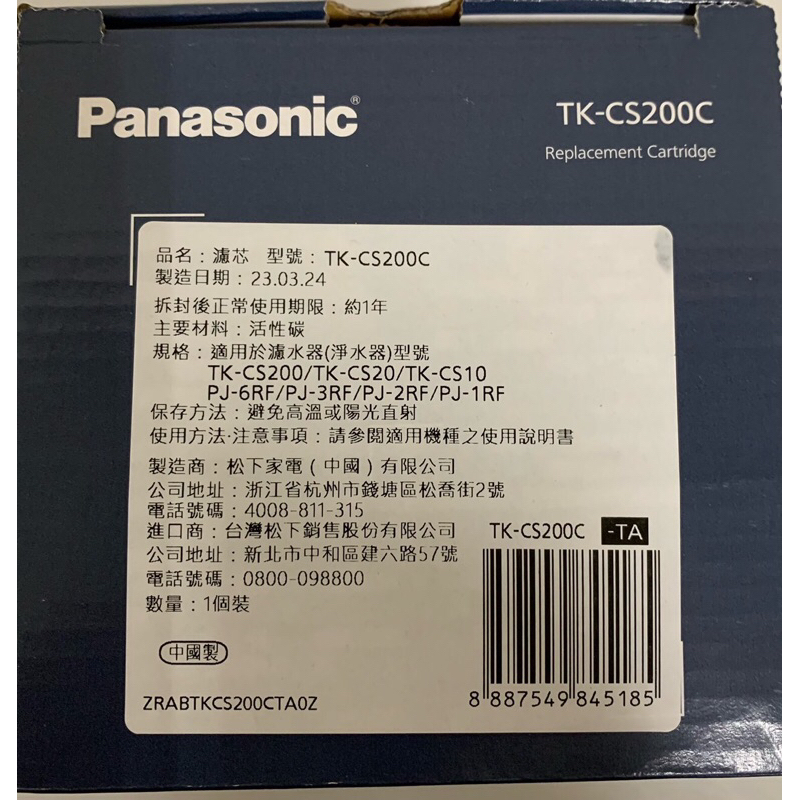 Panasonic®
TK-CS200C
Replacement Cartridge
品名：濾芯 型號：TK-CS200C
製造日期：23.03.24
拆封後正常使用期限：約1年
主要材料：活性碳
規格：適用於濾水器(淨水器)型號
TK-CS200/TK-CS20/TK-CS10
PJ-6RF/PJ-3RF/PJ-2RF/PJ-1RF
保存方法：避免高溫或陽光直射
使用方法·注意事項：請參閱適用機種之使用說明書
製造商：松下家電(中國)有限公司
公司地址：浙江省杭州市錢塘區松喬街2號
電話號碼：4008-811-315
進口商：台灣松下銷售股份有限公司
公司地址：新北市中和區建六路57號
電話號碼：0800-098800
數量：1個裝
TK-CS200C -TA
中國製
ZRABTKCS200CTA0Z
8 887549 845185